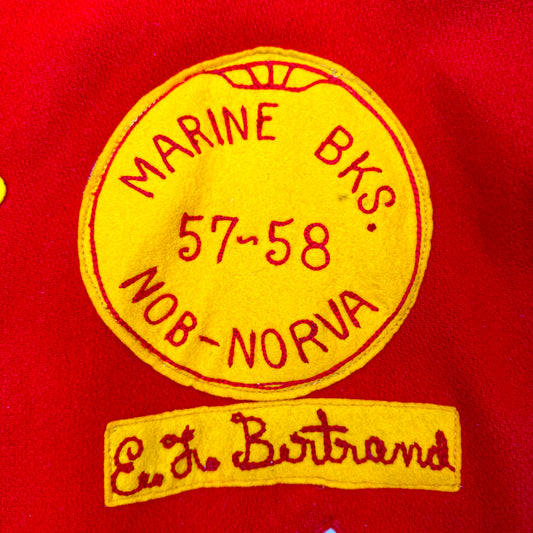 MARINE BKS.
57-58
NOB-NORVA
E. L. Bertrand